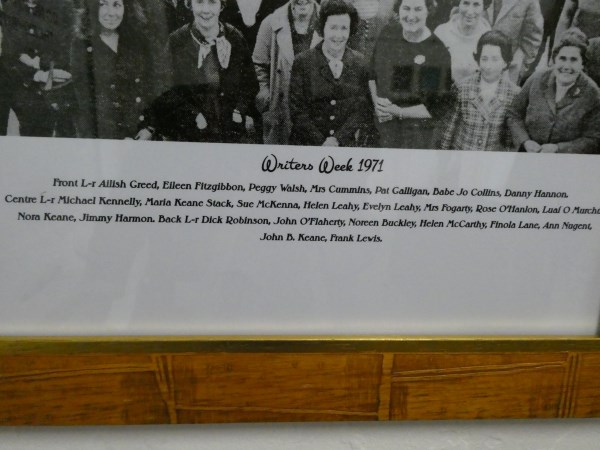 Writers Week 1971
Front L-r Ailish Greed, Eileen Fitzgibbon, Peggy Walsh, Mrs Cummins, Pat Galligan, Babe Jo Collins, Danny Hannon.
Centre L-r Michael Kennelly, Maria Keane Stack, Sue McKenna, Helen Leahy, Evelyn Leahy, Mrs Fogarty, Rose O'Hanlon, Luai O Murchu
Nora Keane, Jimmy Harmon. Back L-r Dick Robinson, John O'Flaherty, Noreen Buckley, Helen McCarthy, Finola Lane, Ann Nugent,
John B. Keane, Frank Lewis.